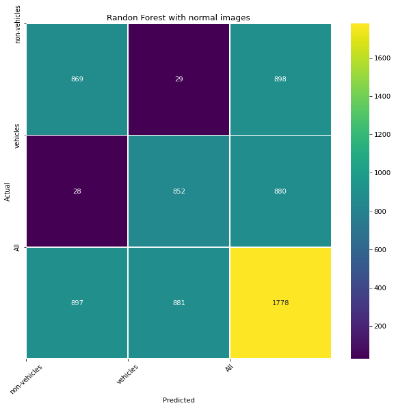 Randon Forest with normal images
non-vehicles
869
29
898
1600
1400
vehicles
1200
28
852
880
1000
Actual
800
All
600
897
881
1778
400
200
non-vehicles
vehicles
All
Predicted